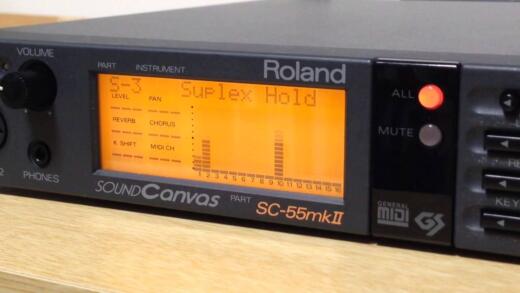 VOLUME
PART INSTRUMENT
Roland
S-3 Suplex Hold
LEVEL PAN
REVERB CHORUS
K SHIFT MIDI CH
1 2 3 4 5 6 7 8 9 10 11 12 13 14 15 16
ALL
MUTE
2
PHONES
SOUND Canvas
PART
SC-55mkII
GENERAL
MIDI
GS
KEY